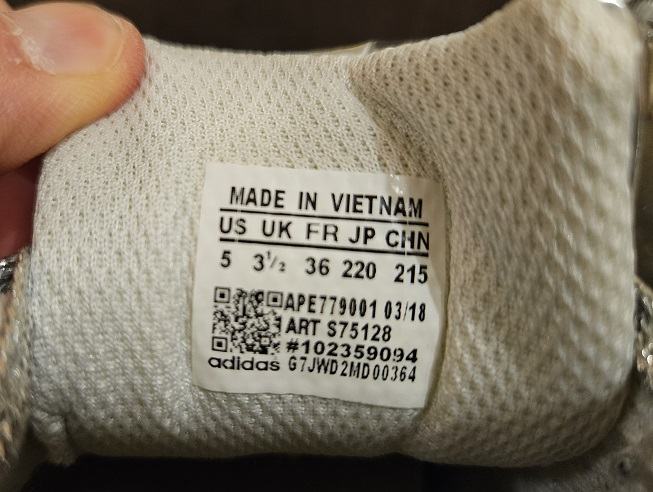 MADE IN VIETNAM
US UK FR JP CHN
5 3½ 36 220 215
APE779001 03/18
ART S75128
#102359094
adidas G7JWD2MD00364